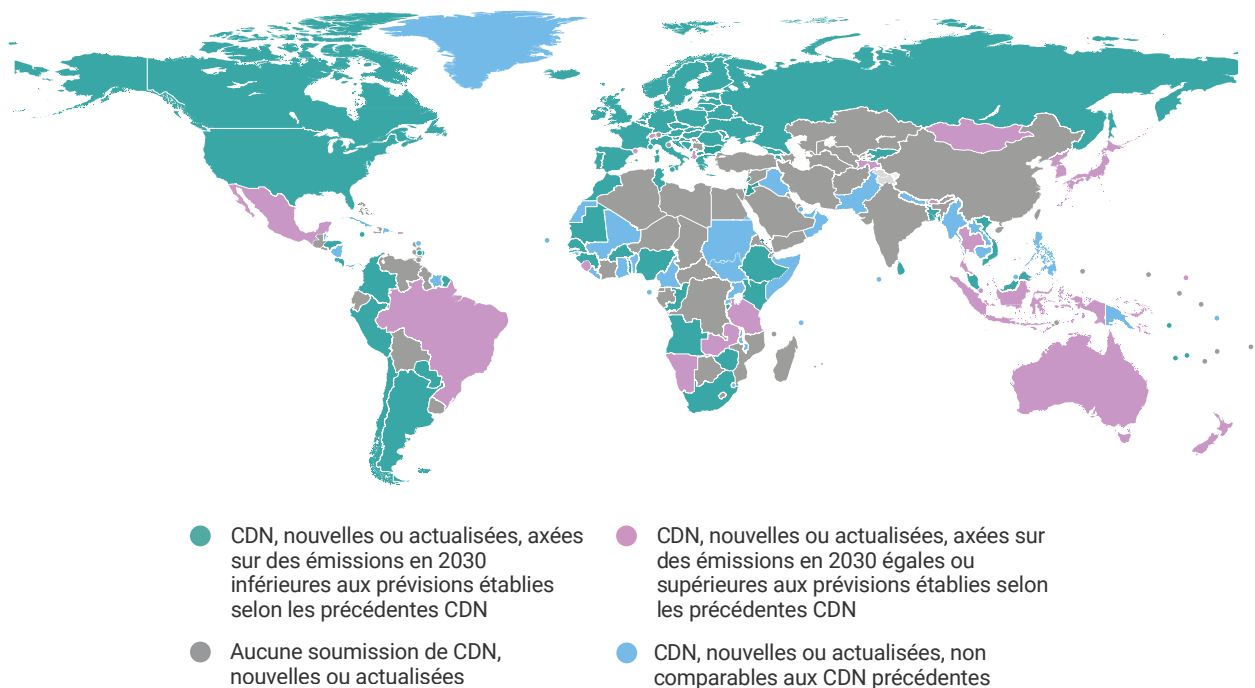 CDN, nouvelles ou actualisées, axées
sur des émissions en 2030
inférieures aux prévisions établies
selon les précédentes CDN
CDN, nouvelles ou actualisées, axées sur
des émissions en 2030 égales ou
supérieures aux prévisions établies selon
les précédentes CDN
Aucune soumission de CDN,
nouvelles ou actualisées
CDN, nouvelles ou actualisées, non
comparables aux CDN précédentes